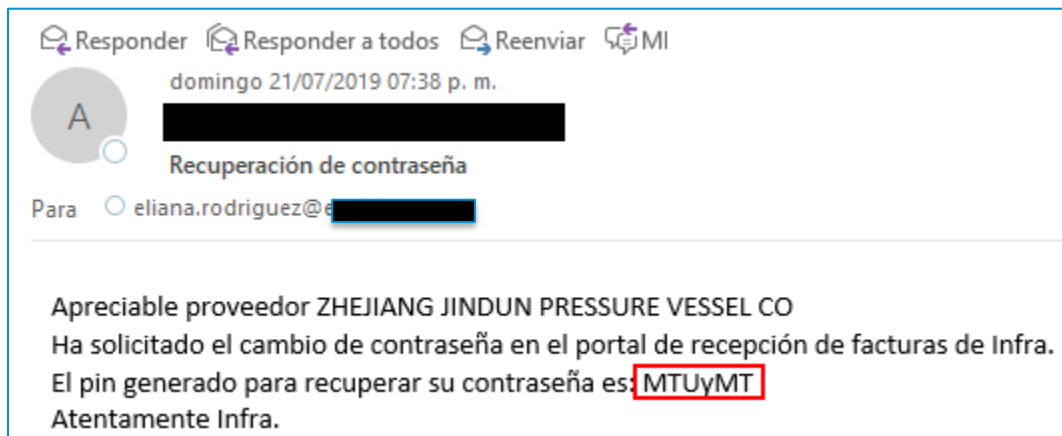 Responder Responder a todos Reenviar MI
domingo 21/07/2019 07:38 p. m.
A
Recuperación de contraseña
Para eliana.rodriguez@
Apreciable proveedor ZHEJIANG JINDUN PRESSURE VESSEL CO
Ha solicitado el cambio de contraseña en el portal de recepción de facturas de Infra.
El pin generado para recuperar su contraseña es: MTUyMT
Atentamente Infra.